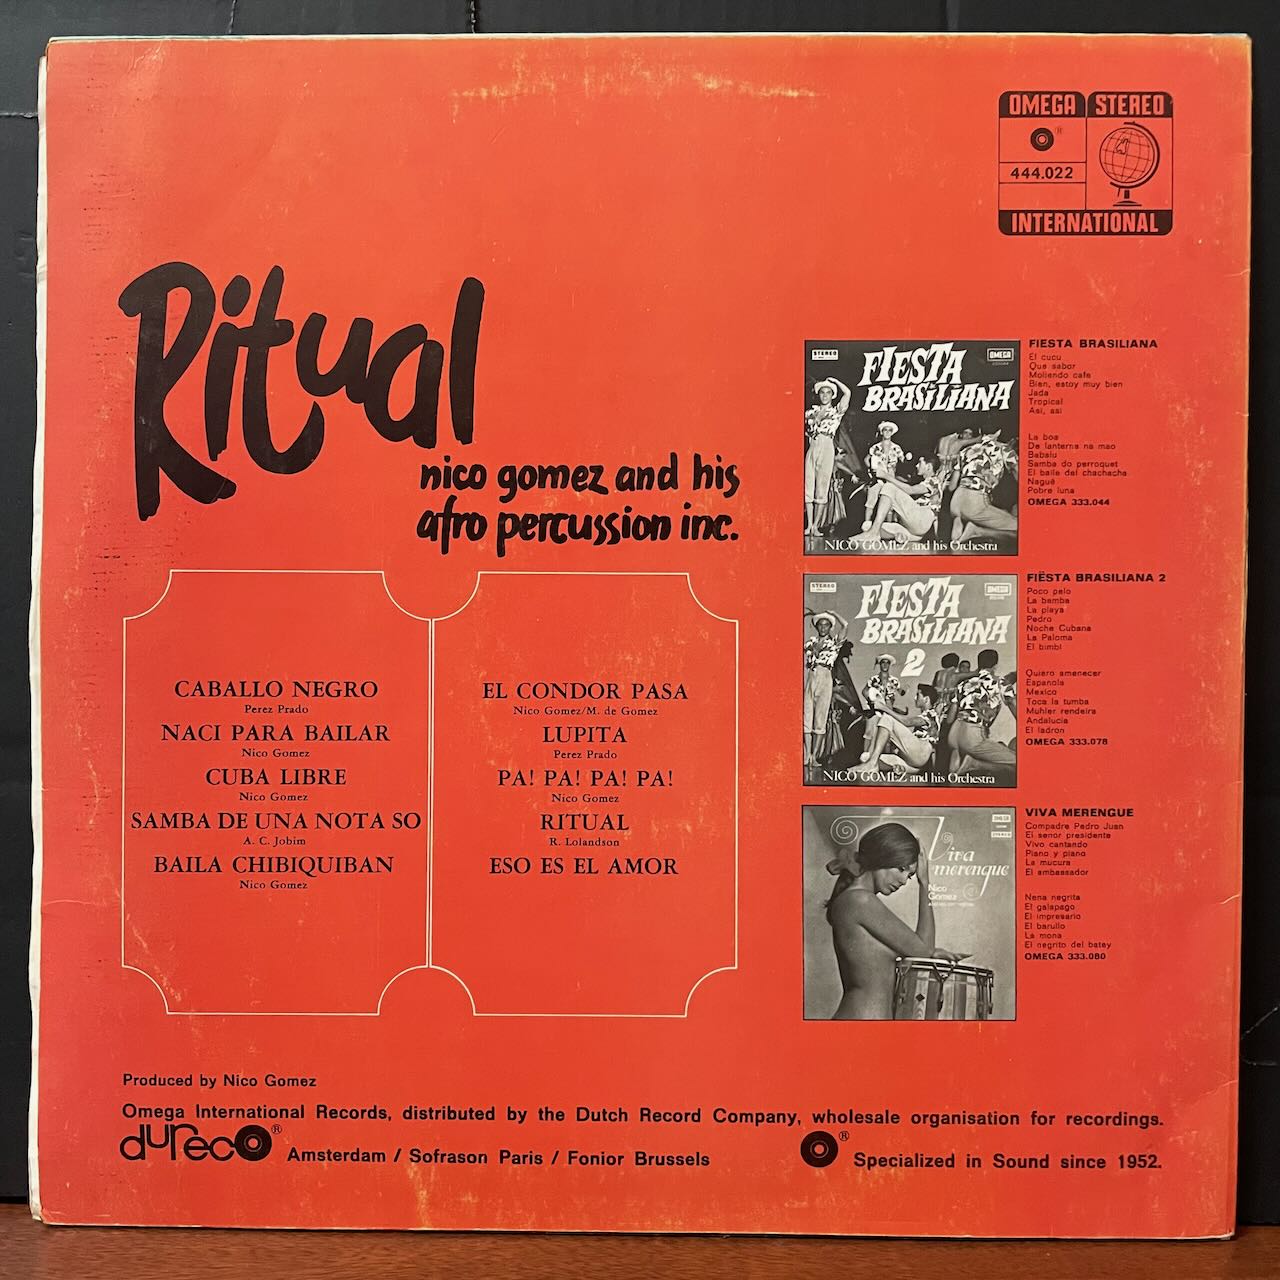 OMEGA STEREO
®
444.022
INTERNATIONAL
Ritual
nico gomez and his
afro percussion inc.
CABALLO NEGRO
Perez Prado
NACI PARA BAILAR
Nico Gomez
CUBA LIBRE
Nico Gomez
SAMBA DE UNA NOTA SO
A. C. Jobim
BAILA CHIBIQUIBAN
Nico Gomez
EL CONDOR PASA
Nico Gomez/M. de Gomez
LUPITA
Perez Prado
PA! PA! PA! PA!
Nico Gomez
RITUAL
R. Lolandson
ESO ES EL AMOR
STEREO
OMEGA
FIESTA
BRASILIANA
NICO GOMEZ and his Orchestra
FIESTA BRASILIANA
El cucu
Que sabor
Moliendo cafe
Bien, estoy muy bien
Jada
Tropical
Asi, asi
La boa
De lanterna na mao
Babalu
Samba do perroquet
El baile del chachacha
Naguë
Pobre luna
OMEGA 333.044
STEREO
OMEGA
FIESTA
BRASILIANA
2
NICO GOMEZ and his Orchestra
FIËSTA BRASILIANA 2
Poco pelo
La bamba
La playa
Pedro
Noche Cubana
La Paloma
El bimbi
Quiero amenecer
Espanola
Mexico
Toca la tumba
Muhler rendeira
Andalucia
El ladron
OMEGA 333.078
Viva
merengue
Nico
Gomez
VIVA MERENGUE
Compadre Pedro Juan
El senor presidente
Vivo cantando
Piano y piano
La mucura
El ambassador
Nena negrita
El galapago
El impresario
El barullo
La mona
El negrito del batey
OMEGA 333.080
Produced by Nico Gomez
Omega International Records, distributed by the Dutch Record Company, wholesale organisation for recordings.
dureco® Amsterdam / Sofrason Paris / Fonior Brussels
® Specialized in Sound since 1952.